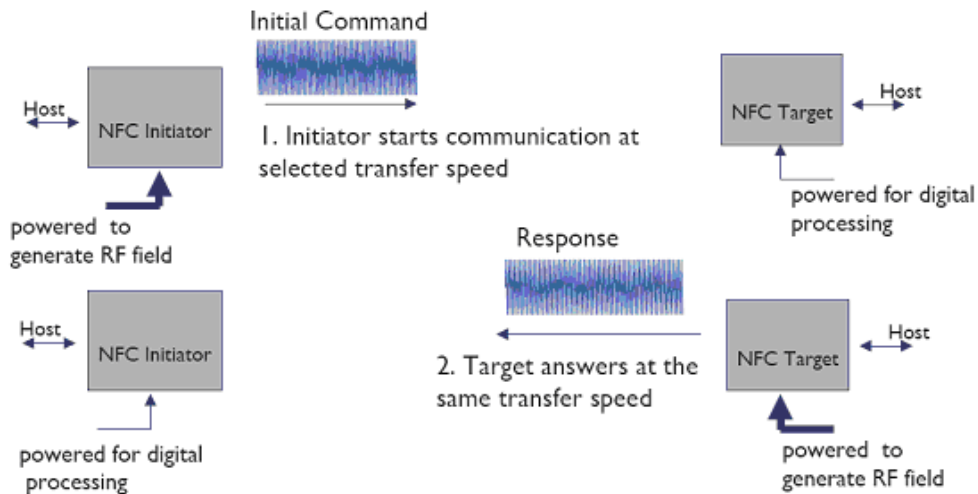 Initial Command
Host
NFC Initiator
1. Initiator starts communication at
selected transfer speed
powered to
generate RF field
NFC Target
Host
powered for digital
processing
Response
Host
NFC Initiator
2. Target answers at the
same transfer speed
powered for digital
processing
NFC Target
Host
powered to
generate RF field